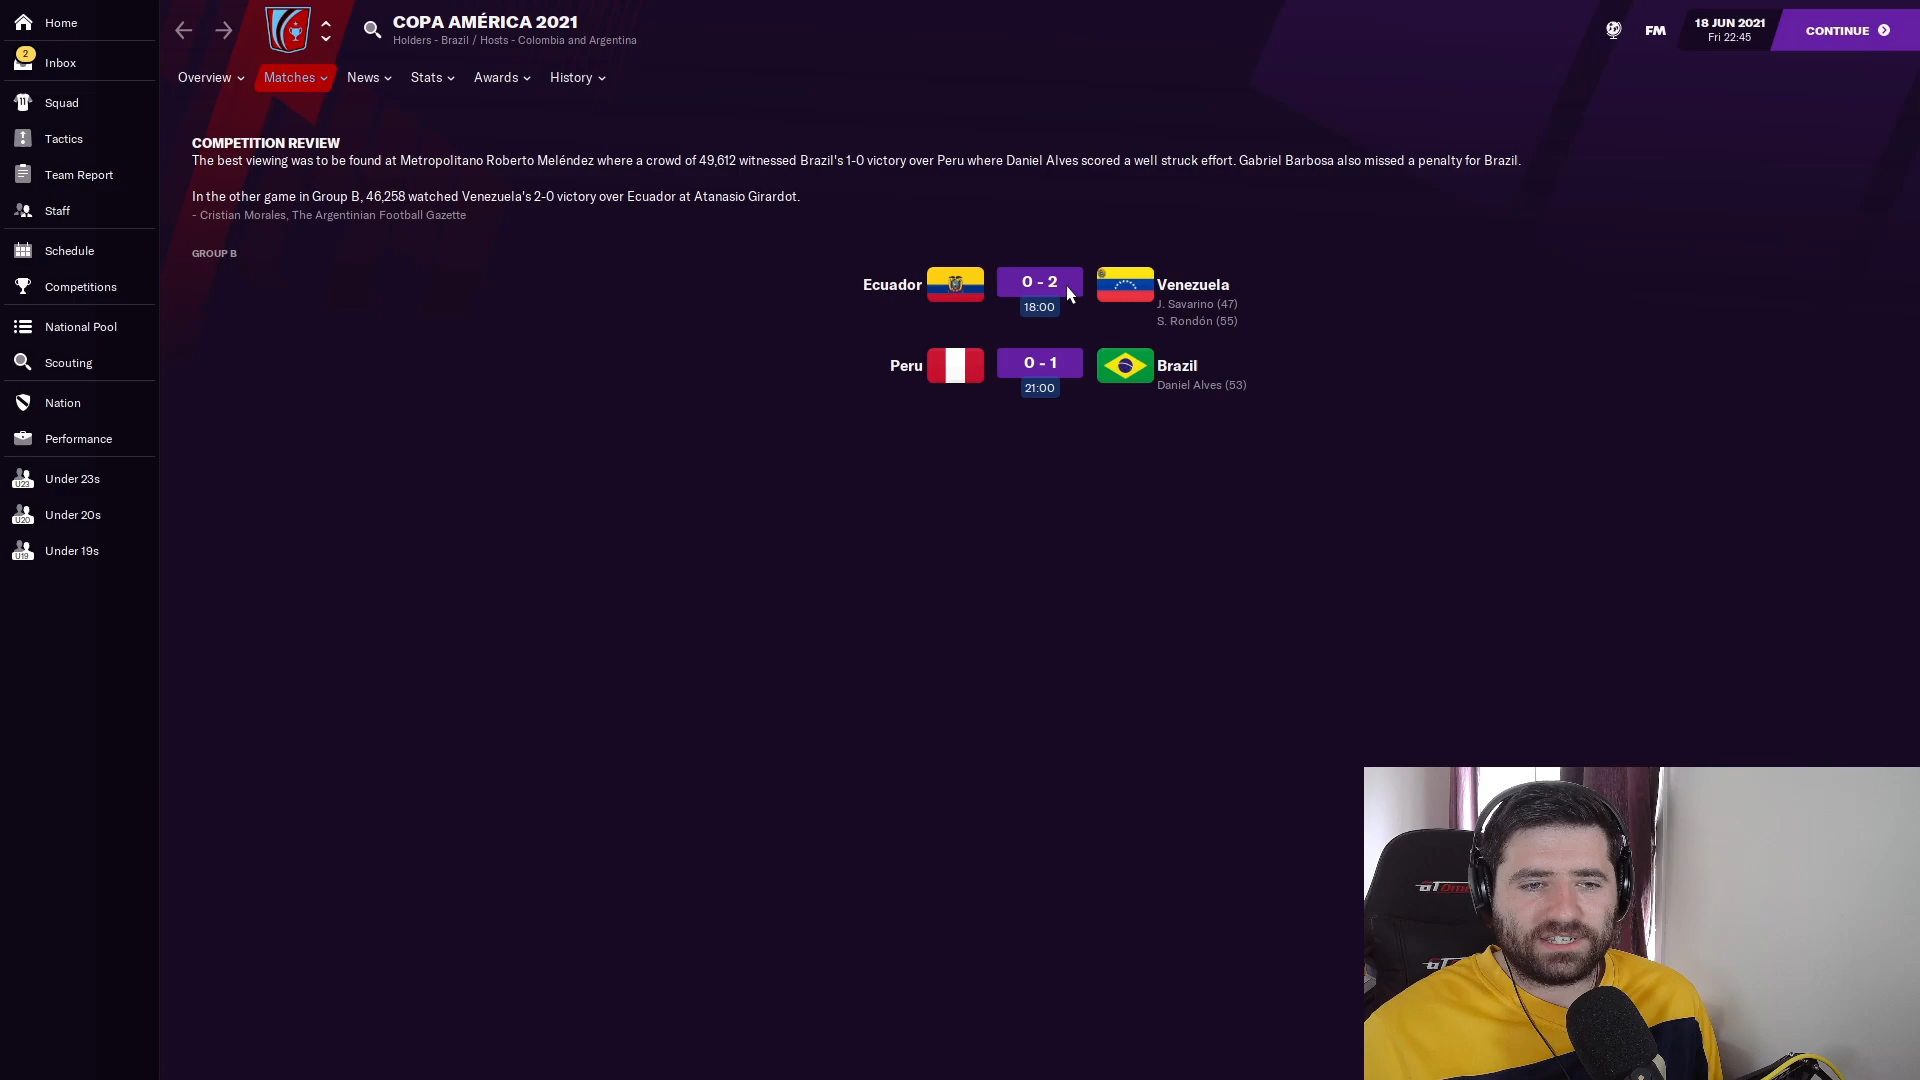 Home
2
Inbox
11
Squad
Tactics
Team Report
Staff
Schedule
Competitions
National Pool
Scouting
Nation
Performance
U23
Under 23s
U20
Under 20s
U19
Under 19s
COPA AMÉRICA 2021
Holders - Brazil / Hosts - Colombia and Argentina
FM
18 JUN 2021
Fri 22:45
CONTINUE
Overview
Matches
News
Stats
Awards
History
COMPETITION REVIEW
The best viewing was to be found at Metropolitano Roberto Meléndez where a crowd of 49,612 witnessed Brazil's 1-0 victory over Peru where Daniel Alves scored a well struck effort. Gabriel Barbosa also missed a penalty for Brazil.
In the other game in Group B, 46,258 watched Venezuela's 2-0 victory over Ecuador at Atanasio Girardot.
- Cristian Morales, The Argentinian Football Gazette
GROUP B
Ecuador 0 - 2 Venezuela
18:00
J. Savarino (47)
S. Rondón (55)
Peru 0 - 1 Brazil
21:00
Daniel Alves (53)